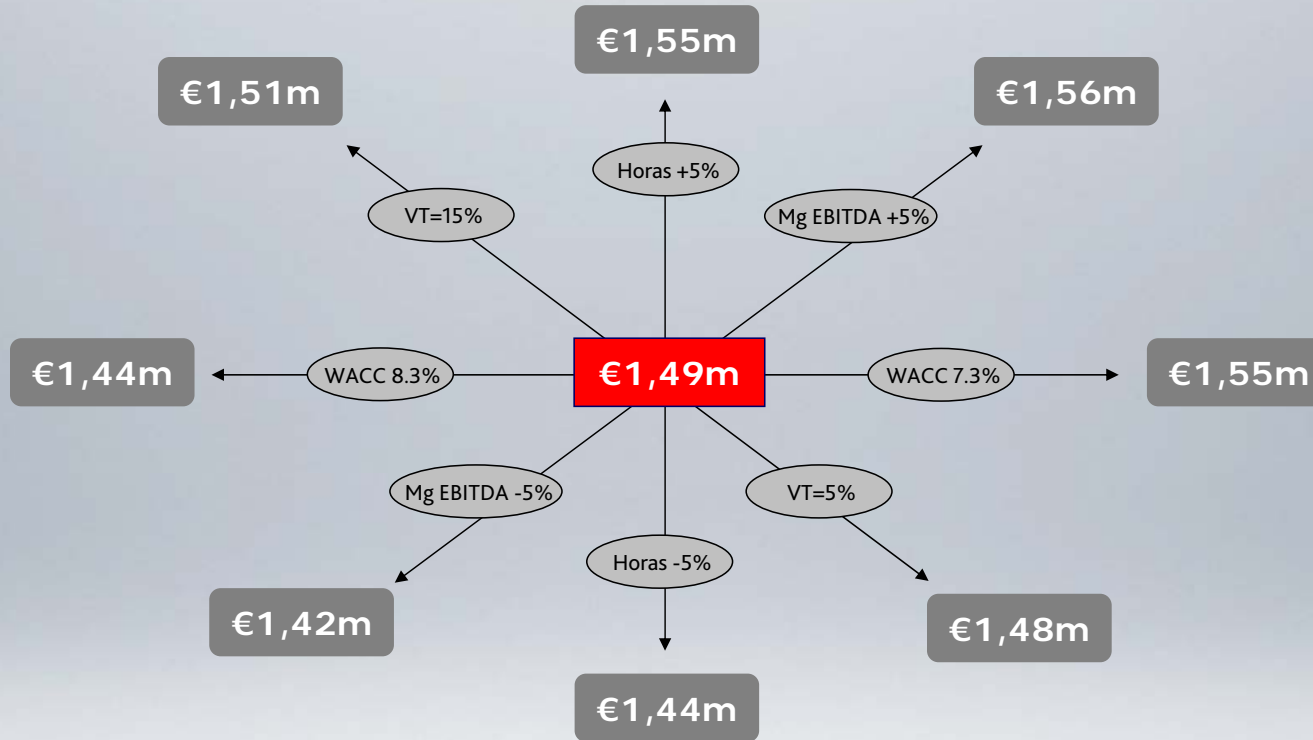 €1,55m
€1,51m
€1,56m
Horas +5%
VT=15%
Mg EBITDA +5%
€1,44m
WACC 8.3%
€1,49m
WACC 7.3%
€1,55m
Mg EBITDA -5%
VT=5%
Horas -5%
€1,42m
€1,48m
€1,44m